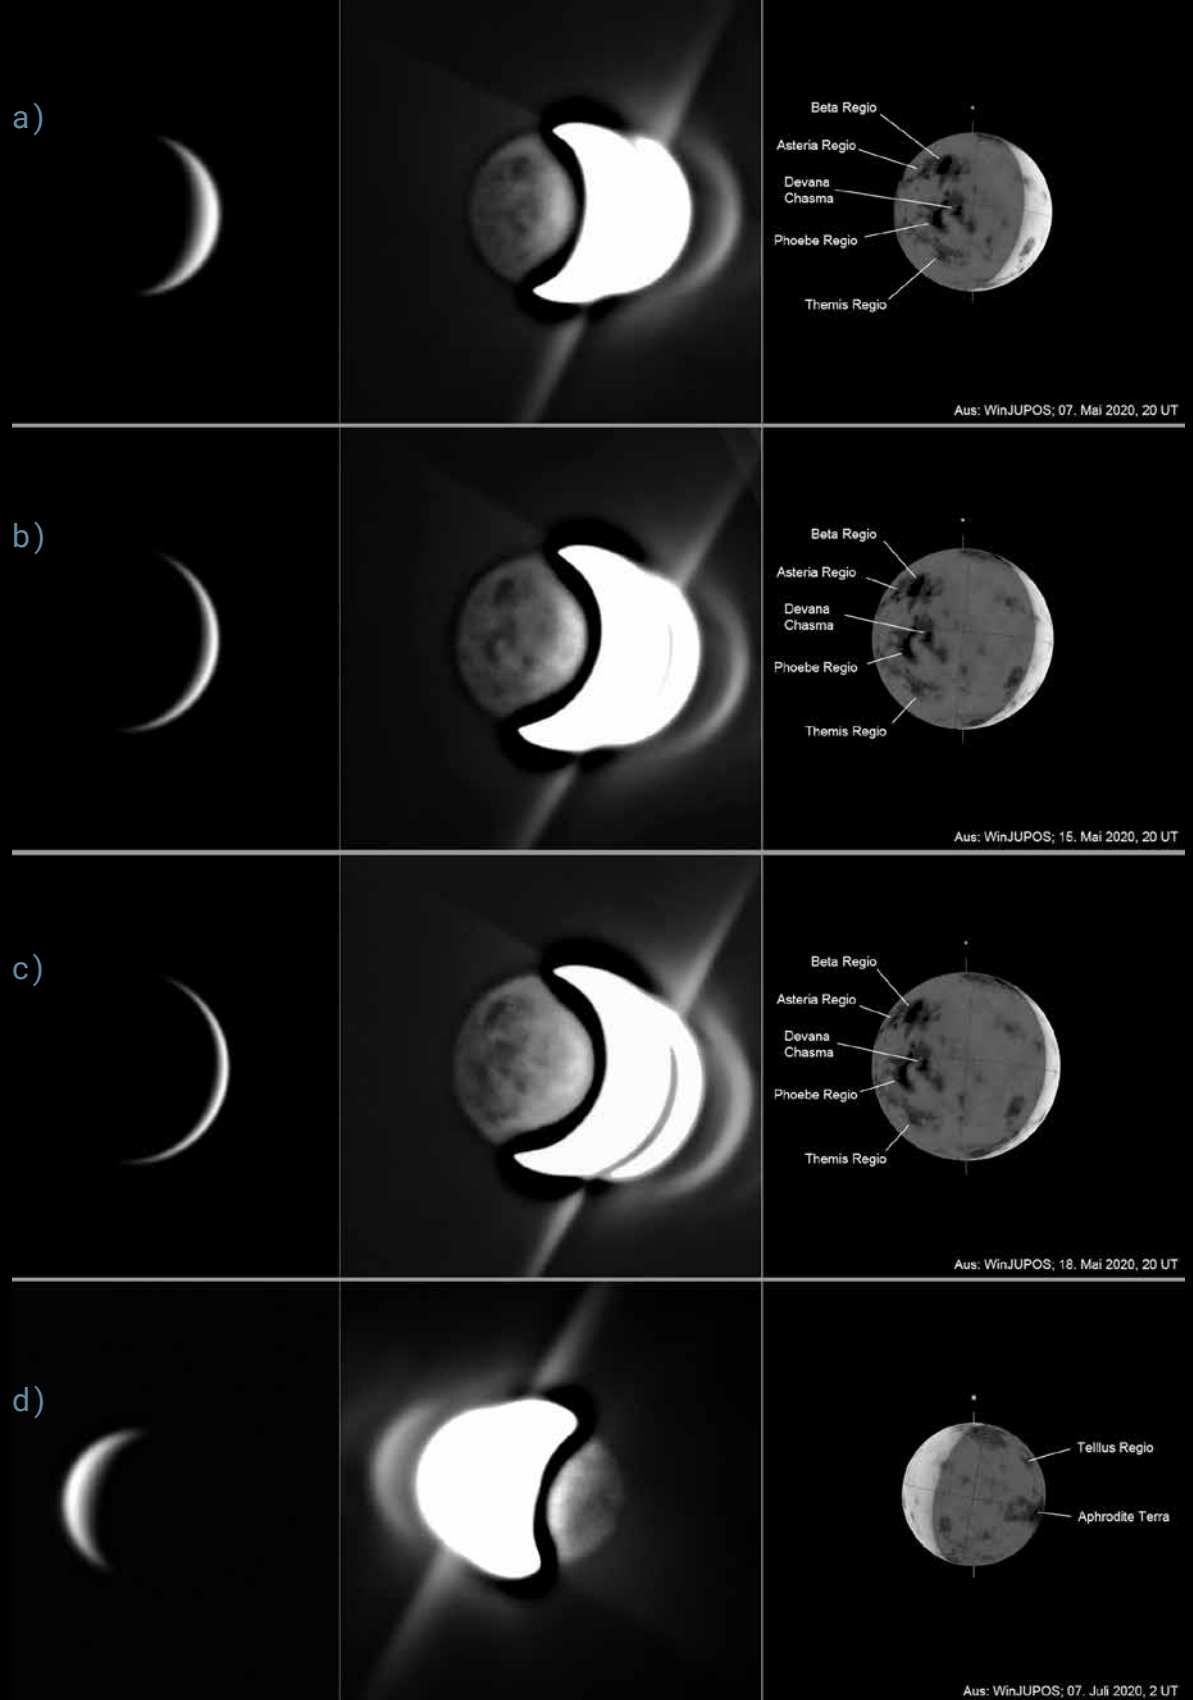 a)
Beta Regio
Asteria Regio
Devana
Chasma
Phoebe Regio
Themis Regio
Aus: WinJUPOS; 07. Mai 2020, 20 UT
b)
Beta Regio
Asteria Regio
Devana
Chasma
Phoebe Regio
Themis Regio
Aus: WinJUPOS; 15. Mai 2020, 20 UT
c)
Beta Regio
Asteria Regio
Devana
Chasma
Phoebe Regio
Themis Regio
Aus: WinJUPOS; 18. Mai 2020, 20 UT
d)
Telllus Regio
Aphrodite Terra
Aus: WinJUPOS; 07. Juli 2020, 2 UT